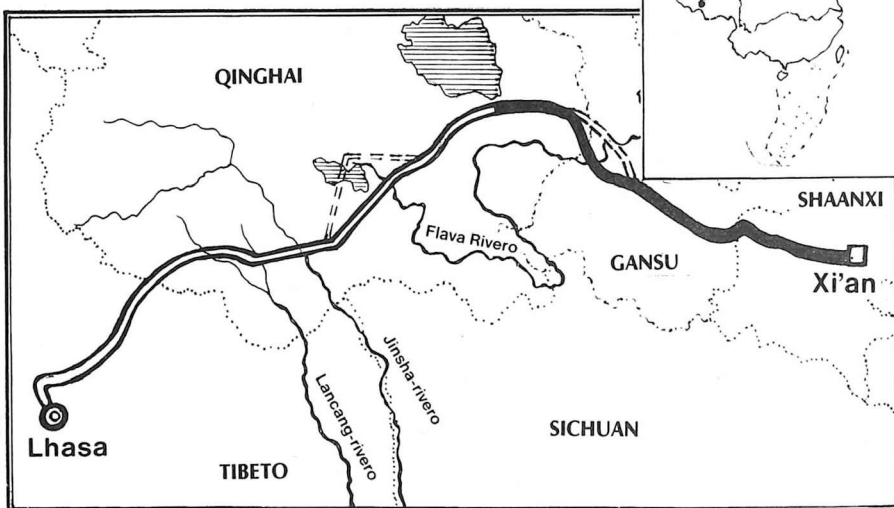 QINGHAI
SHAANXI
Flava Rivero
GANSU
Xi'an
Jinsha-rivero
Lancang-rivero
SICHUAN
Lhasa
TIBETO